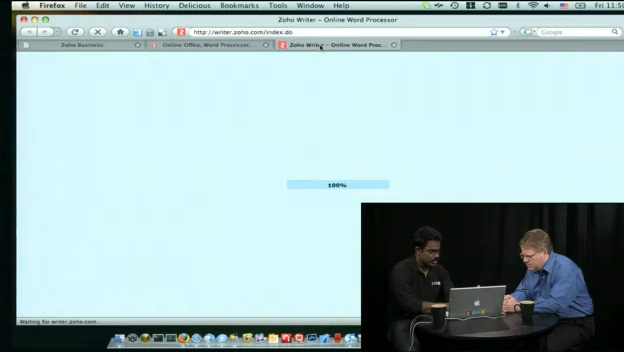 Firefox File Edit View History Delicious Bookmarks Tools Window Help Fri 11:50
Zoho Writer – Online Word Processor
http://writer.zoho.com/index.do
Google
Zoho Business
Online Office, Word Processor, ...
Zoho Writer – Online Word Proc...
100%
Waiting for writer.zoho.com...